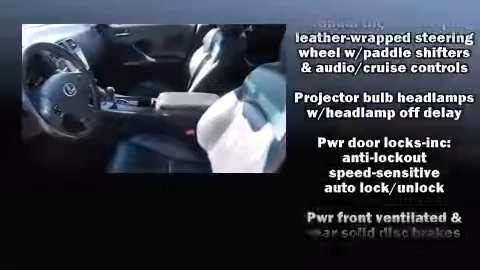 leather-wrapped steering
wheel w/paddle shifters
& audio/cruise controls
Projector bulb headlamps
w/headlamp off delay
Pwr door locks-inc:
anti-lockout
speed-sensitive
auto lock/unlock
Pwr front ventilated &
rear solid disc brakes